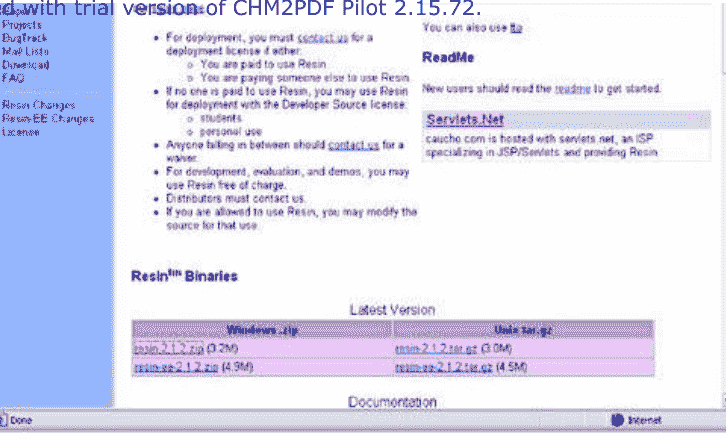 d with trial version of CHM2PDF Pilot 2.15.72.
Projects
BugTrack
Mail Lists
Download
FAQ
Resin Changes
Resin-EE Changes
License
For deployment, you must contact us for a
deployment license if either:
You are paid to use Resin
You are paying someone else to use Resin
If no one is paid to use Resin, you may use Resin
for deployment with the Developer Source license.
students
personal use
Anyone falling in between should contact us for a
waiver.
For development, evaluation, and demos, you may
use Resin free of charge.
Distributors must contact us.
If you are allowed to use Resin, you may modify the
source for that use.
You can also use ftp
ReadMe
New users should read the readme to get started.
Servlets.Net
caucho.com is hosted with servlets.net, an ISP
specializing in JSP/Servlets and providing Resin
Resin™ Binaries
Latest Version
Windows .zip
Unix tar.gz
resin-2.1.2.zip (3.2M)
resin-2.1.2.tar.gz (3.0M)
resin-ee-2.1.2.zip (4.9M)
resin-ee-2.1.2.tar.gz (4.5M)
Documentation
Done
Internet